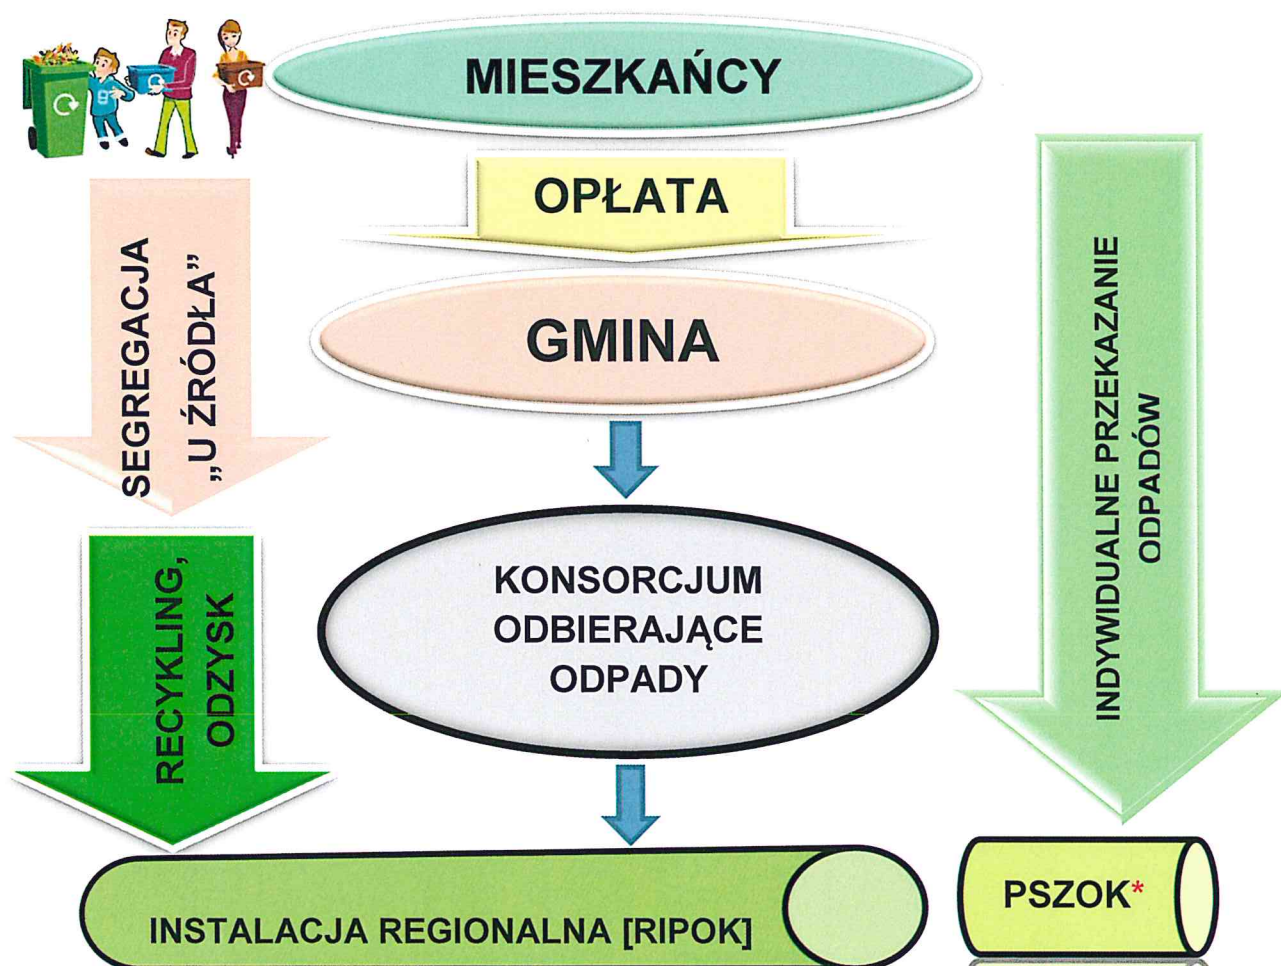 MIESZKAŃCY
OPŁATA
GMINA
SEGREGACJA
„U ŹRÓDŁA”
RECYKLING,
ODZYSK
KONSORCJUM
ODBIERAJĄCE
ODPADY
INDYWIDUALNE PRZEKAZANIE
ODPADÓW
INSTALACJA REGIONALNA [RIPOK]
PSZOK*